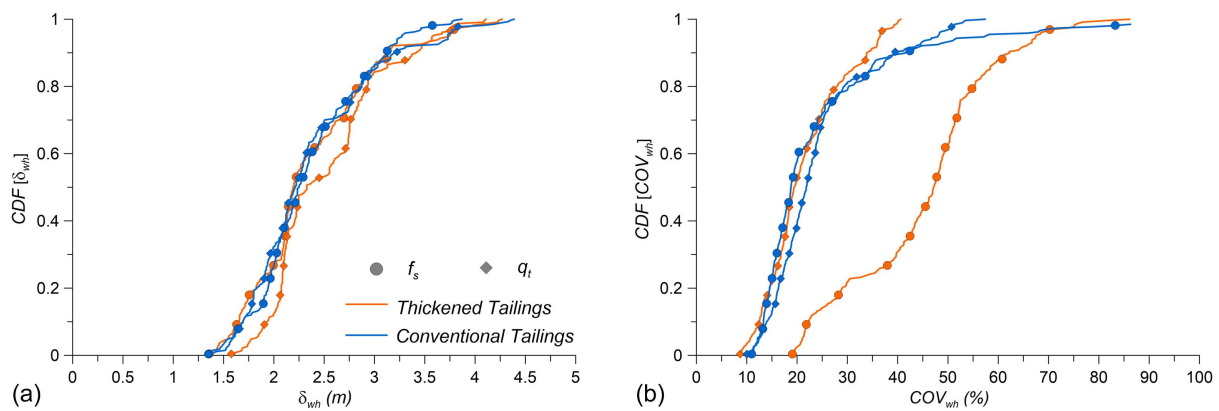 CDF [δwh]
1
0.8
0.6
0.4
0.2
0
0 0.5 1 1.5 2 2.5 3 3.5 4 4.5 5
δwh (m)
(a)
fs qt
Thickened Tailings
Conventional Tailings
CDF [COVwh]
1
0.8
0.6
0.4
0.2
0
0 10 20 30 40 50 60 70 80 90 100
COVwh (%)
(b)